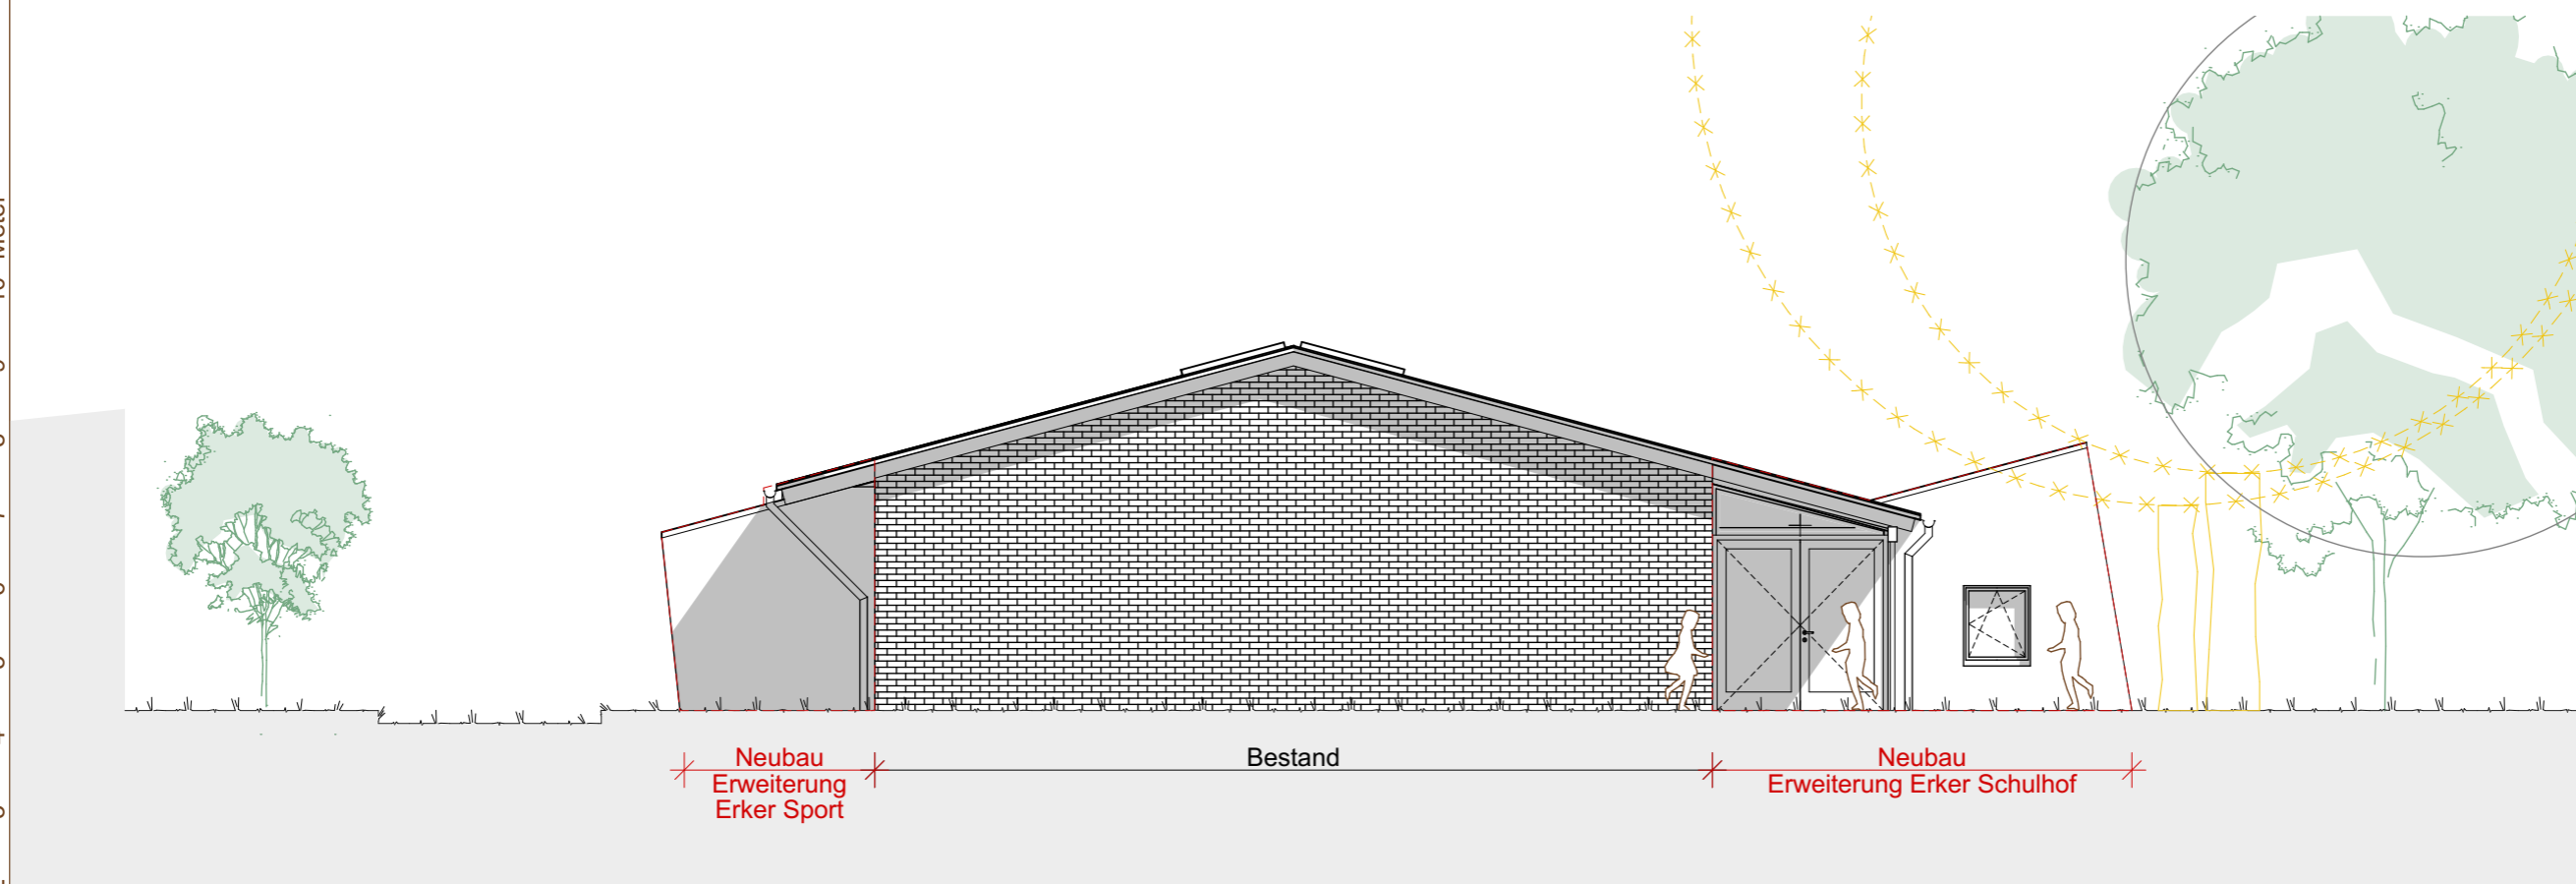 Neubau
Erweiterung
Erker Sport
Bestand
Neubau
Erweiterung Erker Schulhof